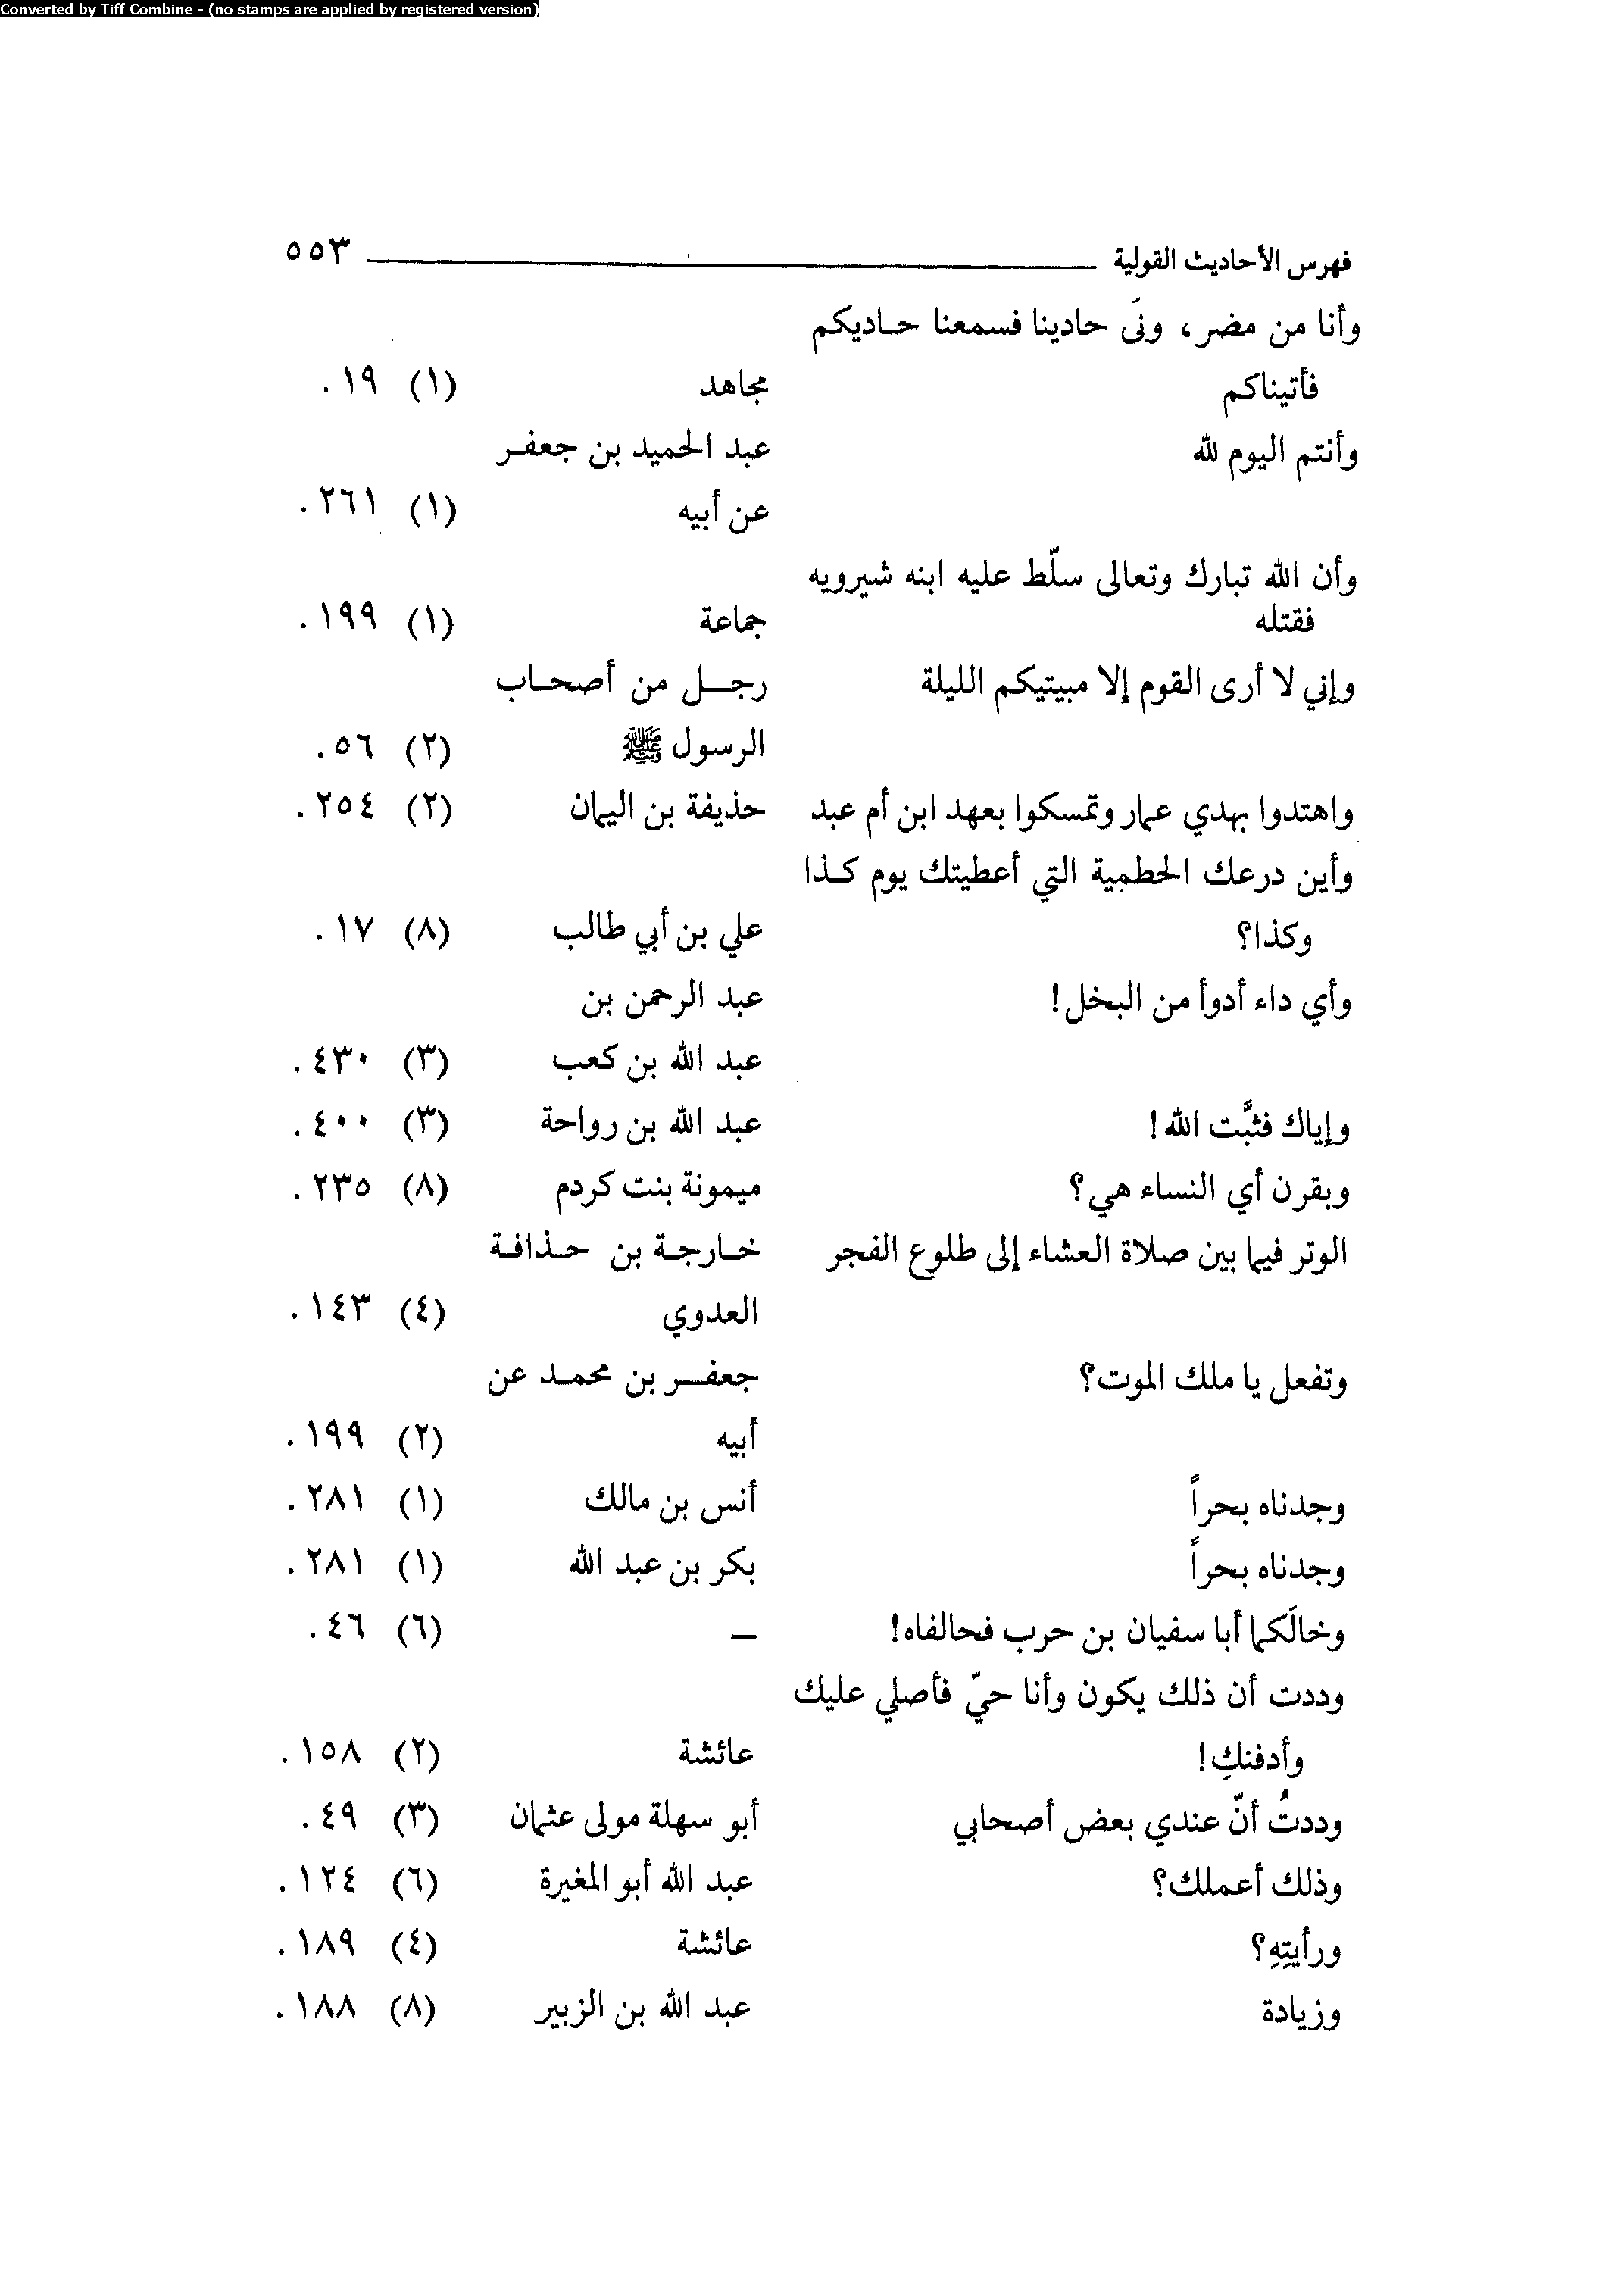 Converted by Tiff Combine - (no stamps are applied by registered version)
فهرس الأحاديث القولية ٥٥٣
وأنا من مضر، ونَى حادينا فسمعنا حاديكم
فأتيناكم مجاهد (١) ١٩.
وأنتم اليوم لله عبد الحميد بن جعفر
عن أبيه (١) ٢٦١.
وأن الله تبارك وتعالى سلّط عليه ابنه شيرويه
فقتله جماعة (١) ١٩٩.
وإني لا أرى القوم إلا مبيتيكم الليلة رجل من أصحاب
الرسول ﷺ (٢) ٥٦.
واهتدوا بهدي عمار وتمسكوا بعهد ابن أم عبد حذيفة بن اليمان (٢) ٢٥٤.
وأين درعك الحطمية التي أعطيتك يوم كذا
وكذا؟ علي بن أبي طالب (٨) ١٧.
وأي داء أدوأ من البخل! عبد الرحمن بن
عبد الله بن كعب (٣) ٤٣٠.
وإياك فثبَّت الله! عبد الله بن رواحة (٣) ٤٠٠.
وبقرن أي النساء هي؟ ميمونة بنت كردم (٨) ٢٣٥.
الوتر فيما بين صلاة العشاء إلى طلوع الفجر خارجة بن حذافة
العدوي (٤) ١٤٣.
وتفعل يا ملك الموت؟ جعفر بن محمد عن
أبيه (٢) ١٩٩.
وجدناه بحراً أنس بن مالك (١) ٢٨١.
وجدناه بحراً بكر بن عبد الله (١) ٢٨١.
وخالَكما أبا سفيان بن حرب فحالفاه! – (٦) ٤٦.
وددت أن ذلك يكون وأنا حيّ فأصلي عليك
وأدفنكِ! عائشة (٢) ١٥٨.
وددتُ أنّ عندي بعض أصحابي أبو سهلة مولى عثمان (٣) ٤٩.
وذلك أعملك؟ عبد الله أبو المغيرة (٦) ١٢٤.
ورأيتِهِ؟ عائشة (٤) ١٨٩.
وزيادة عبد الله بن الزبير (٨) ١٨٨.